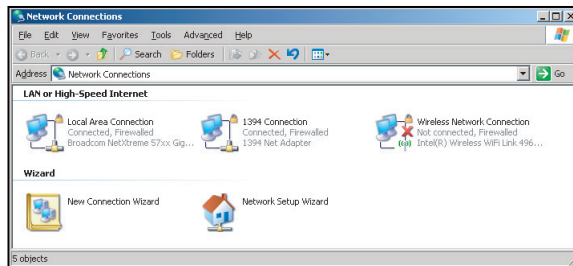 Network Connections
File Edit View Favorites Tools Advanced Help
Back Search Folders
Address Network Connections Go
LAN or High-Speed Internet
Local Area Connection
Connected, Firewalled
Broadcom NetXtreme 57xx Gig...
1394 Connection
Connected, Firewalled
1394 Net Adapter
Wireless Network Connection
Not connected, Firewalled
Intel(R) Wireless WiFi Link 496...
Wizard
New Connection Wizard
Network Setup Wizard
5 objects